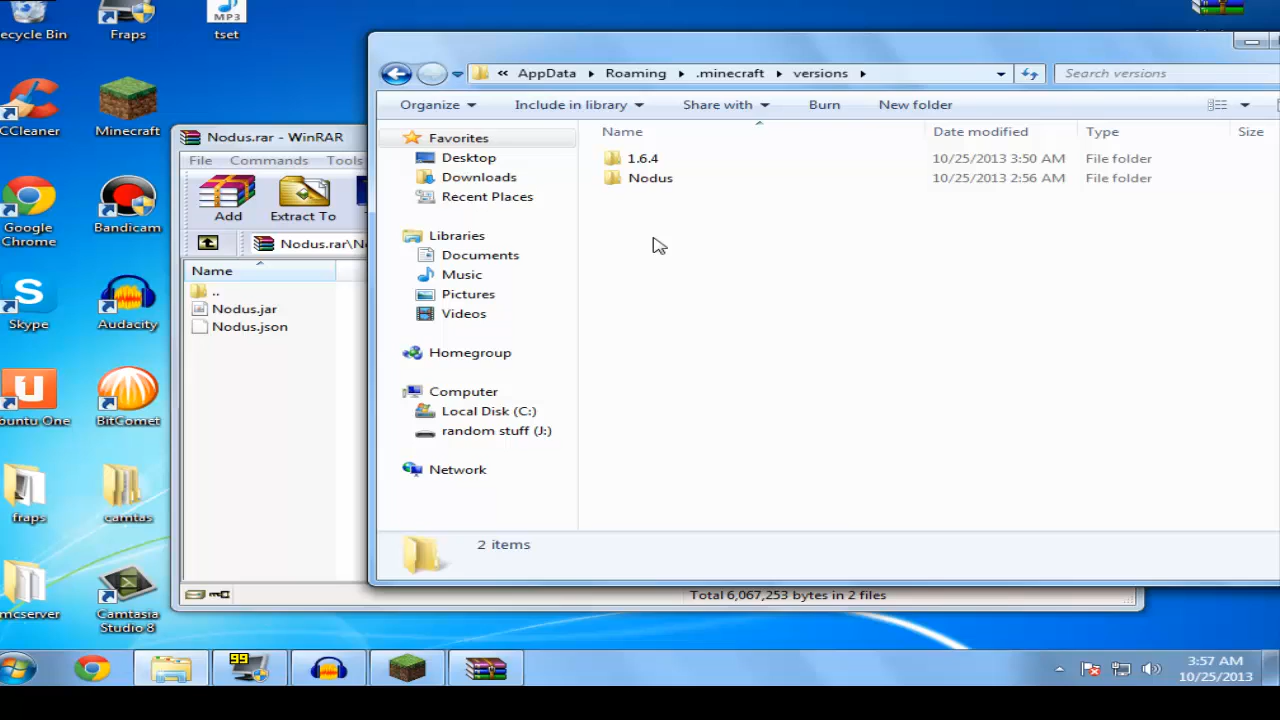 ecycle Bin
Fraps
MP3
tset
CCleaner
Minecraft
Google
Chrome
Bandicam
Skype
Audacity
buntu One
BitComet
fraps
camtas
mcserver
Camtasia
Studio 8
Nodus.rar - WinRAR
File Commands Tools
Add
Extract To
Nodus.rar\No
Name
..
Nodus.jar
Nodus.json
Total 6,067,253 bytes in 2 files
« AppData Roaming .minecraft versions
Search versions
Organize Include in library Share with Burn New folder
Name Date modified Type Size
1.6.4 10/25/2013 3:50 AM File folder
Nodus 10/25/2013 2:56 AM File folder
Favorites
Desktop
Downloads
Recent Places
Libraries
Documents
Music
Pictures
Videos
Homegroup
Computer
Local Disk (C:)
random stuff (J:)
Network
2 items
99
3:57 AM
10/25/2013